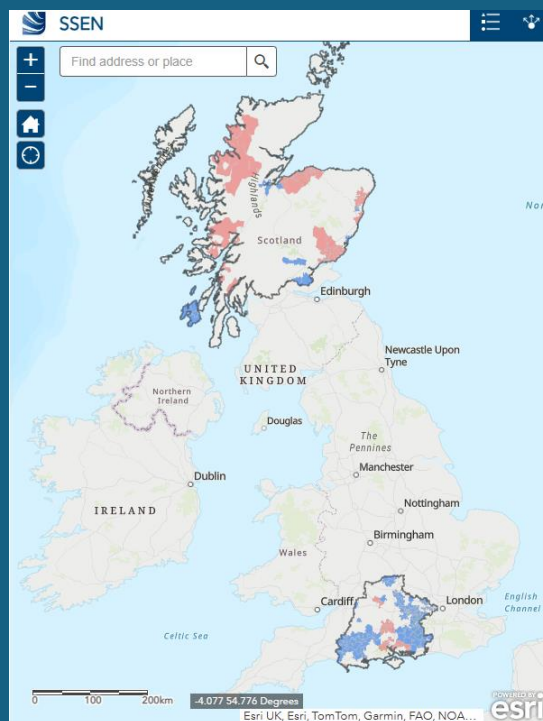 SSEN
+
Find address or place
−
Highlands
Scotland
Edinburgh
Newcastle Upon
Tyne
UNITED
KINGDOM
Northern
Ireland
Douglas
The
Pennines
Dublin
Manchester
IRELAND
Nottingham
Birmingham
Wales
Cardiff
London
English
Channel
Celtic Sea
0 100 200km
-4.077 54.776 Degrees
POWERED BY
esri
Esri UK, Esri, TomTom, Garmin, FAO, NOA...